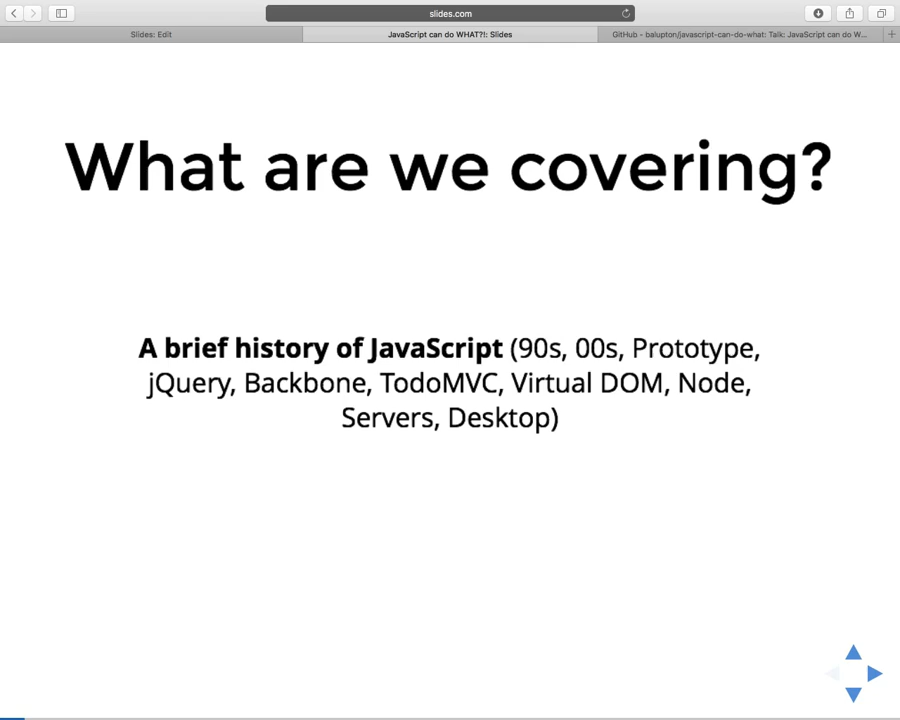 slides.com
Slides: Edit
JavaScript can do WHAT?!: Slides
GitHub - balupton/javascript-can-do-what: Talk: JavaScript can do W...
What are we covering?
A brief history of JavaScript (90s, 00s, Prototype,
jQuery, Backbone, TodoMVC, Virtual DOM, Node,
Servers, Desktop)